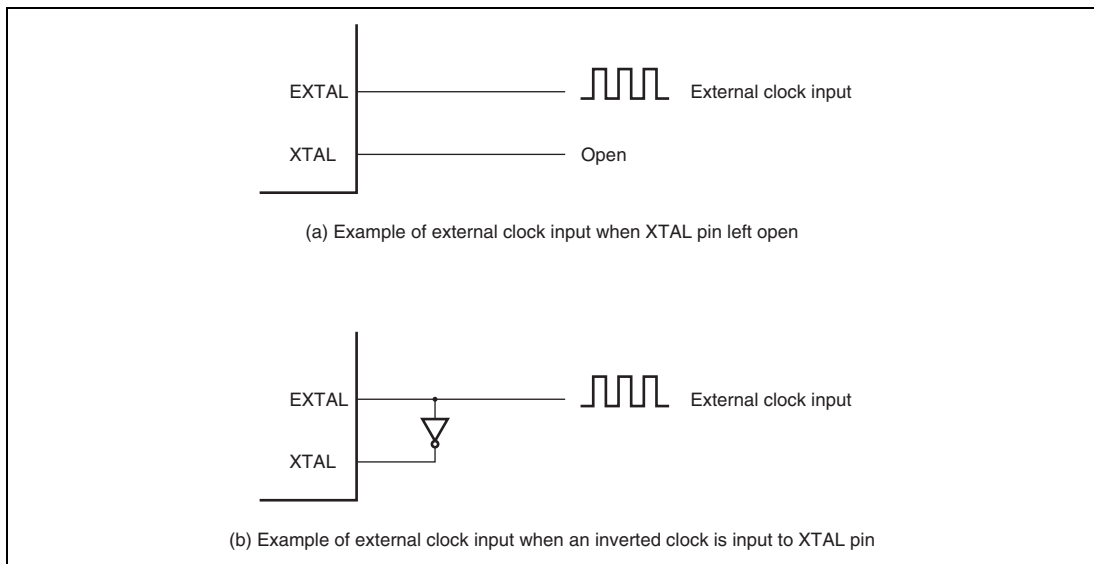 EXTAL
External clock input
XTAL
Open
(a) Example of external clock input when XTAL pin left open
EXTAL
External clock input
XTAL
(b) Example of external clock input when an inverted clock is input to XTAL pin